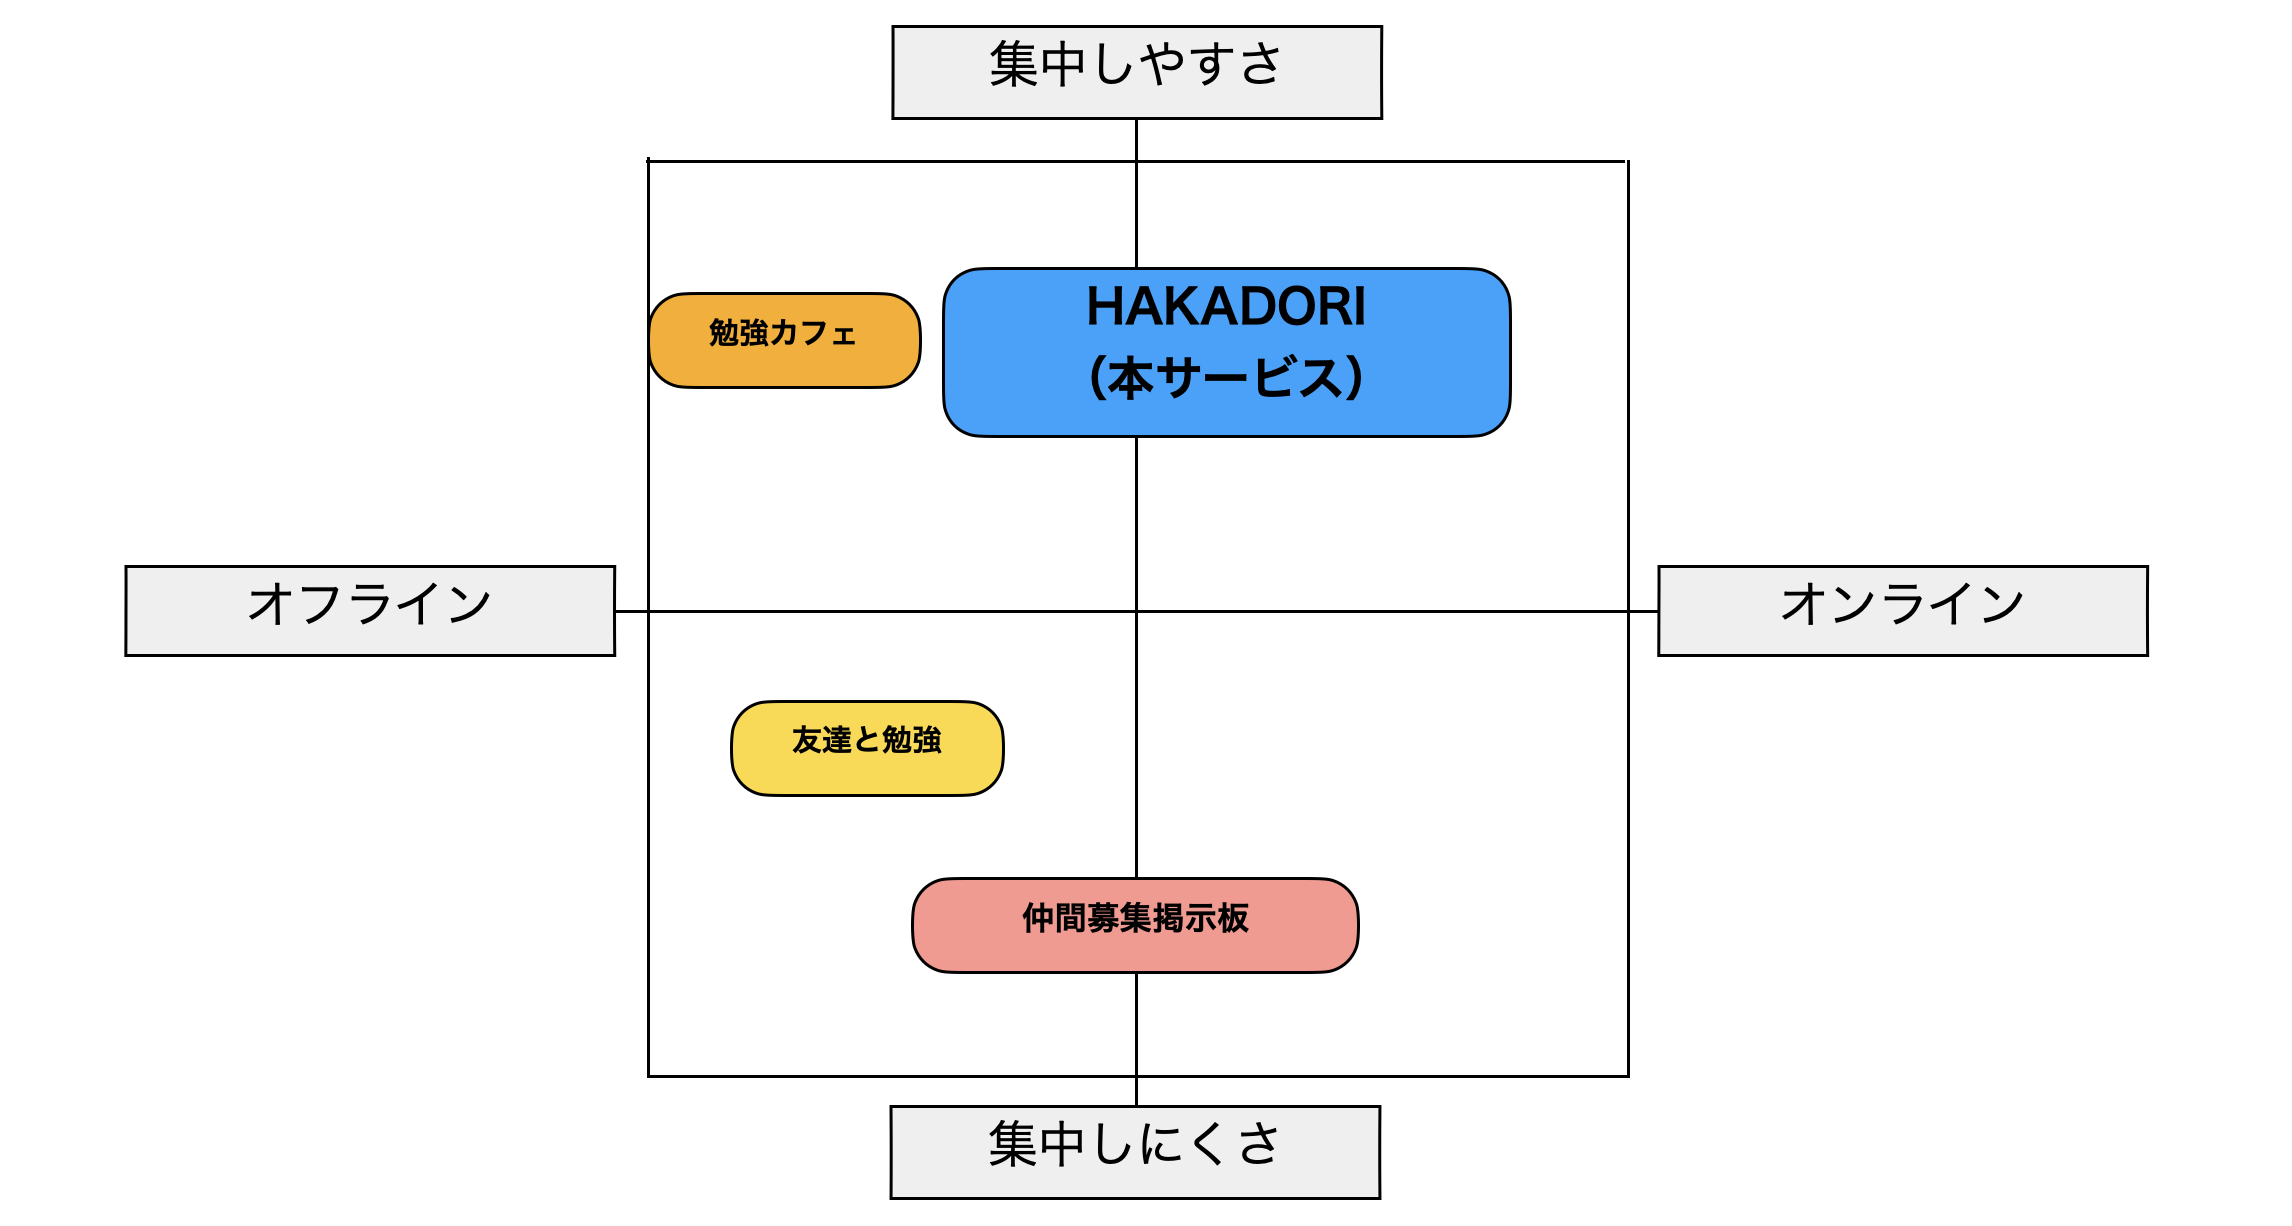 集中しやすさ
勉強カフェ
HAKADORI
（本サービス）
オフライン
オンライン
友達と勉強
仲間募集掲示板
集中しにくさ